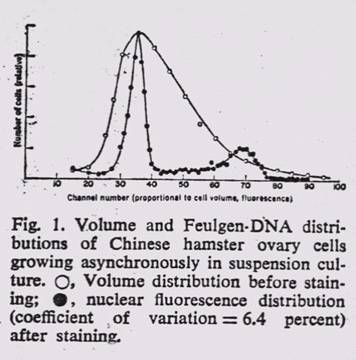 Number of cells (relative)
10 20 30 40 50 60 70 80 90 100
Channel number (proportional to cell volume, fluorescence)
Fig. 1. Volume and Feulgen-DNA distri-
butions of Chinese hamster ovary cells
growing asynchronously in suspension cul-
ture. ○, Volume distribution before stain-
ing; ●, nuclear fluorescence distribution
(coefficient of variation = 6.4 percent)
after staining.